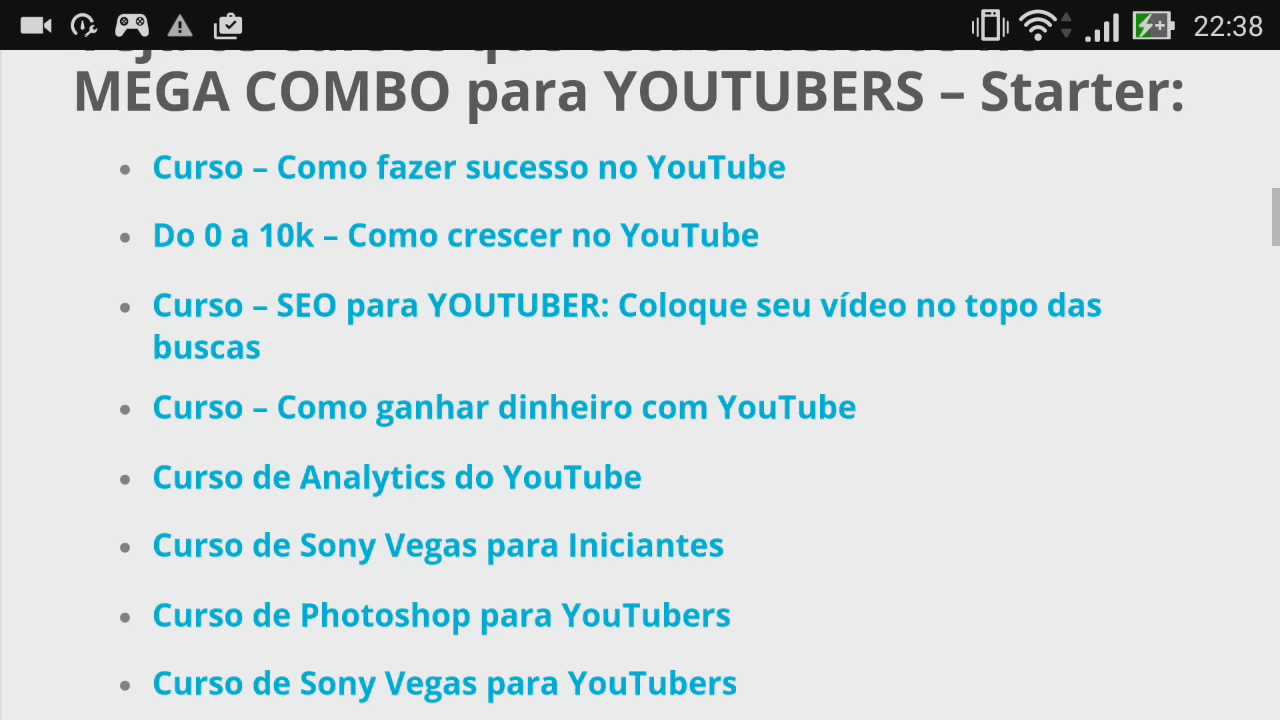 22:38
MEGA COMBO para YOUTUBERS – Starter:
Curso – Como fazer sucesso no YouTube
Do 0 a 10k – Como crescer no YouTube
Curso – SEO para YOUTUBER: Coloque seu vídeo no topo das
buscas
Curso – Como ganhar dinheiro com YouTube
Curso de Analytics do YouTube
Curso de Sony Vegas para Iniciantes
Curso de Photoshop para YouTubers
Curso de Sony Vegas para YouTubers